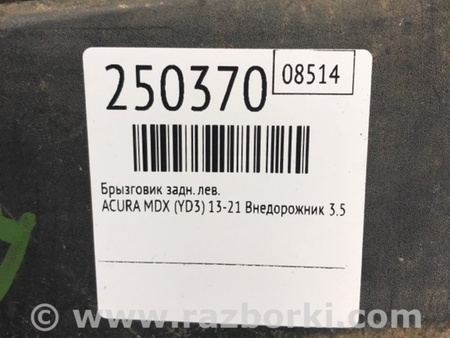 250370
08514
Брызговик задн. лев.
ACURA MDX (YD3) 13-21 Внедорожник 3.5
© www.razborki.com